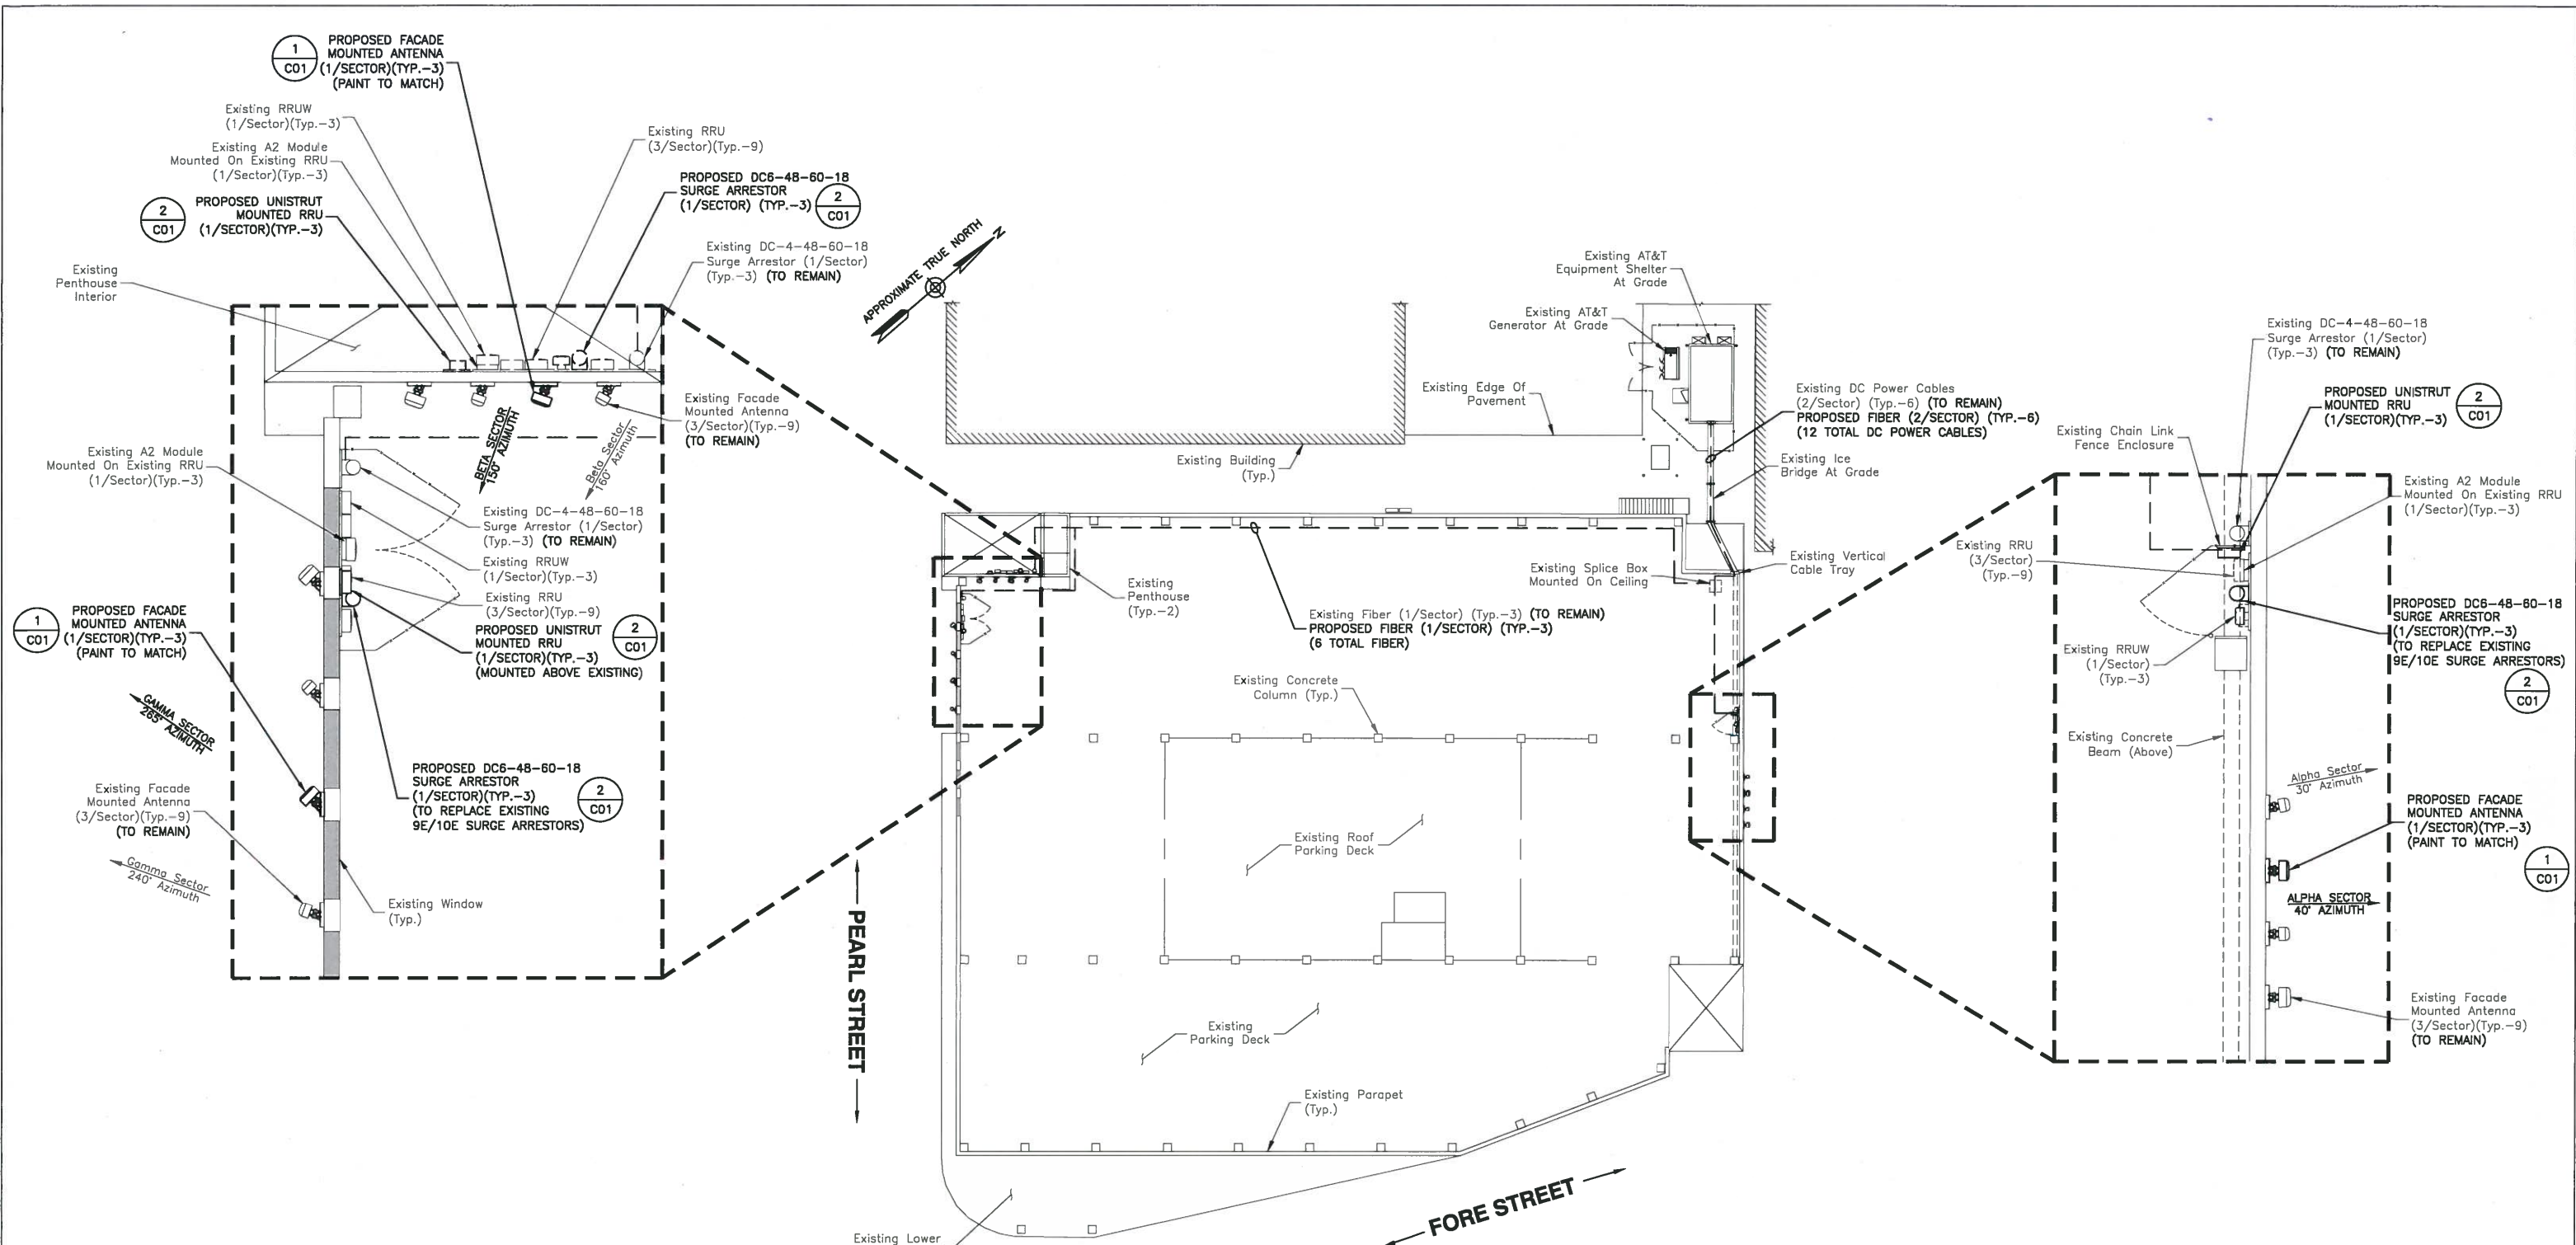 1
C01
PROPOSED FACADE
MOUNTED ANTENNA
(1/SECTOR)(TYP.-3)
(PAINT TO MATCH)
Existing RRUW
(1/Sector)(Typ.-3)
Existing A2 Module
Mounted On Existing RRU
(1/Sector)(Typ.-3)
2
C01
PROPOSED UNISTRUT
MOUNTED RRU
(1/SECTOR)(TYP.-3)
Existing
Penthouse
Interior
Existing RRU
(3/Sector)(Typ.-9)
PROPOSED DC6-48-60-18
SURGE ARRESTOR
(1/SECTOR) (TYP.-3)
2
C01
Existing DC-4-48-60-18
Surge Arrestor (1/Sector)
(Typ.-3) (TO REMAIN)
Existing Facade
Mounted Antenna
(3/Sector)(Typ.-9)
(TO REMAIN)
BETA SECTOR
150° AZIMUTH
Beta Sector
160° Azimuth
Existing A2 Module
Mounted On Existing RRU
(1/Sector)(Typ.-3)
Existing DC-4-48-60-18
Surge Arrestor (1/Sector)
(Typ.-3) (TO REMAIN)
Existing RRUW
(1/Sector)(Typ.-3)
Existing RRU
(3/Sector)(Typ.-9)
PROPOSED UNISTRUT
MOUNTED RRU
(1/SECTOR)(TYP.-3)
(MOUNTED ABOVE EXISTING)
2
C01
1
C01
PROPOSED FACADE
MOUNTED ANTENNA
(1/SECTOR)(TYP.-3)
(PAINT TO MATCH)
GAMMA SECTOR
265° AZIMUTH
PROPOSED DC6-48-60-18
SURGE ARRESTOR
(1/SECTOR)(TYP.-3)
(TO REPLACE EXISTING
9E/10E SURGE ARRESTORS)
2
C01
Existing Facade
Mounted Antenna
(3/Sector)(Typ.-9)
(TO REMAIN)
Gamma Sector
240° Azimuth
Existing Window
(Typ.)
APPROXIMATE TRUE NORTH
N
Existing AT&T
Equipment Shelter
At Grade
Existing AT&T
Generator At Grade
Existing Edge Of
Pavement
Existing Building
(Typ.)
Existing DC Power Cables
(2/Sector) (Typ.-6) (TO REMAIN)
PROPOSED FIBER (2/SECTOR) (TYP.-6)
(12 TOTAL DC POWER CABLES)
Existing Ice
Bridge At Grade
Existing Vertical
Cable Tray
Existing Splice Box
Mounted On Ceiling
Existing
Penthouse
(Typ.-2)
Existing Fiber (1/Sector) (Typ.-3) (TO REMAIN)
PROPOSED FIBER (1/SECTOR) (TYP.-3)
(6 TOTAL FIBER)
Existing Concrete
Column (Typ.)
Existing Roof
Parking Deck
Existing
Parking Deck
Existing Parapet
(Typ.)
PEARL STREET
FORE STREET
Existing Lower
Existing DC-4-48-60-18
Surge Arrestor (1/Sector)
(Typ.-3) (TO REMAIN)
PROPOSED UNISTRUT
MOUNTED RRU
(1/SECTOR)(TYP.-3)
2
C01
Existing Chain Link
Fence Enclosure
Existing A2 Module
Mounted On Existing RRU
(1/Sector)(Typ.-3)
Existing RRU
(3/Sector)
(Typ.-9)
PROPOSED DC6-48-60-18
SURGE ARRESTOR
(1/SECTOR)(TYP.-3)
(TO REPLACE EXISTING
9E/10E SURGE ARRESTORS)
2
C01
Existing RRUW
(1/Sector)
(Typ.-3)
Existing Concrete
Beam (Above)
Alpha Sector
30° Azimuth
PROPOSED FACADE
MOUNTED ANTENNA
(1/SECTOR)(TYP.-3)
(PAINT TO MATCH)
1
C01
ALPHA SECTOR
40° AZIMUTH
Existing Facade
Mounted Antenna
(3/Sector)(Typ.-9)
(TO REMAIN)